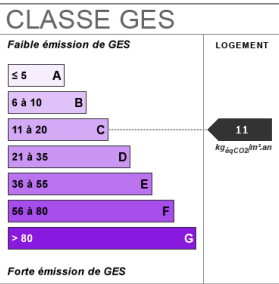 CLASSE GES
Faible émission de GES
LOGEMENT
≤ 5 A
6 à 10 B
11 à 20 C
11
kgéqCO2/m².an
21 à 35 D
36 à 55 E
56 à 80 F
> 80 G
Forte émission de GES